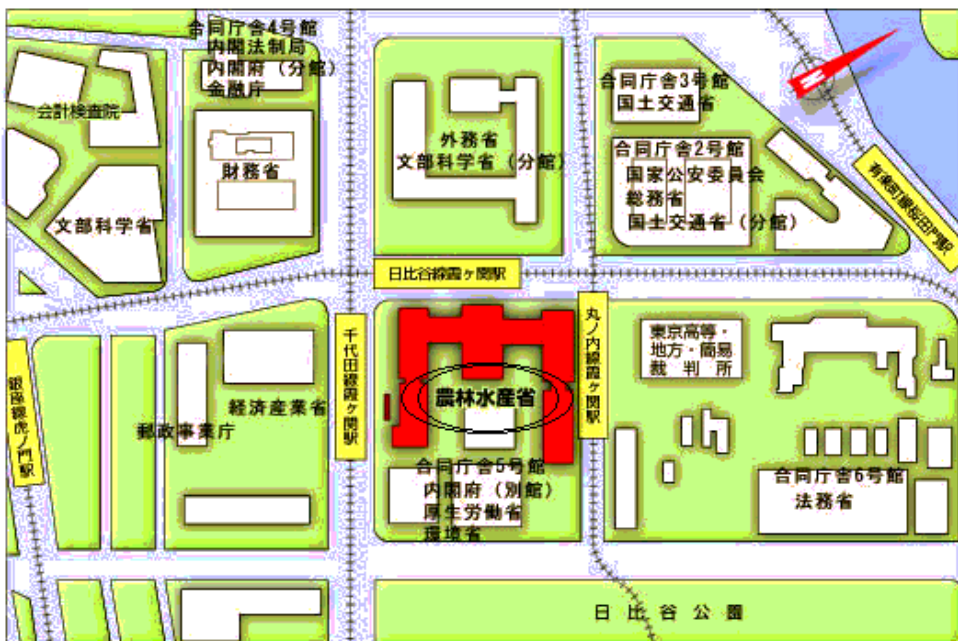 合同庁舎4号館
内閣法制局
内閣府（分館）
金融庁
会計検査院
財務省
文部科学省
外務省
文部科学省（分館）
合同庁舎3号館
国土交通省
合同庁舎2号館
国家公安委員会
総務省
国土交通省（分館）
N
有楽町線桜田門駅
日比谷線霞ヶ関駅
千代田線霞ヶ関駅
丸ノ内線霞ヶ関駅
銀座線虎ノ門駅
経済産業省
郵政事業庁
農林水産省
合同庁舎5号館
内閣府（別館）
厚生労働省
環境省
東京高等・
地方・簡易
裁判所
合同庁舎6号館
法務省
日比谷公園